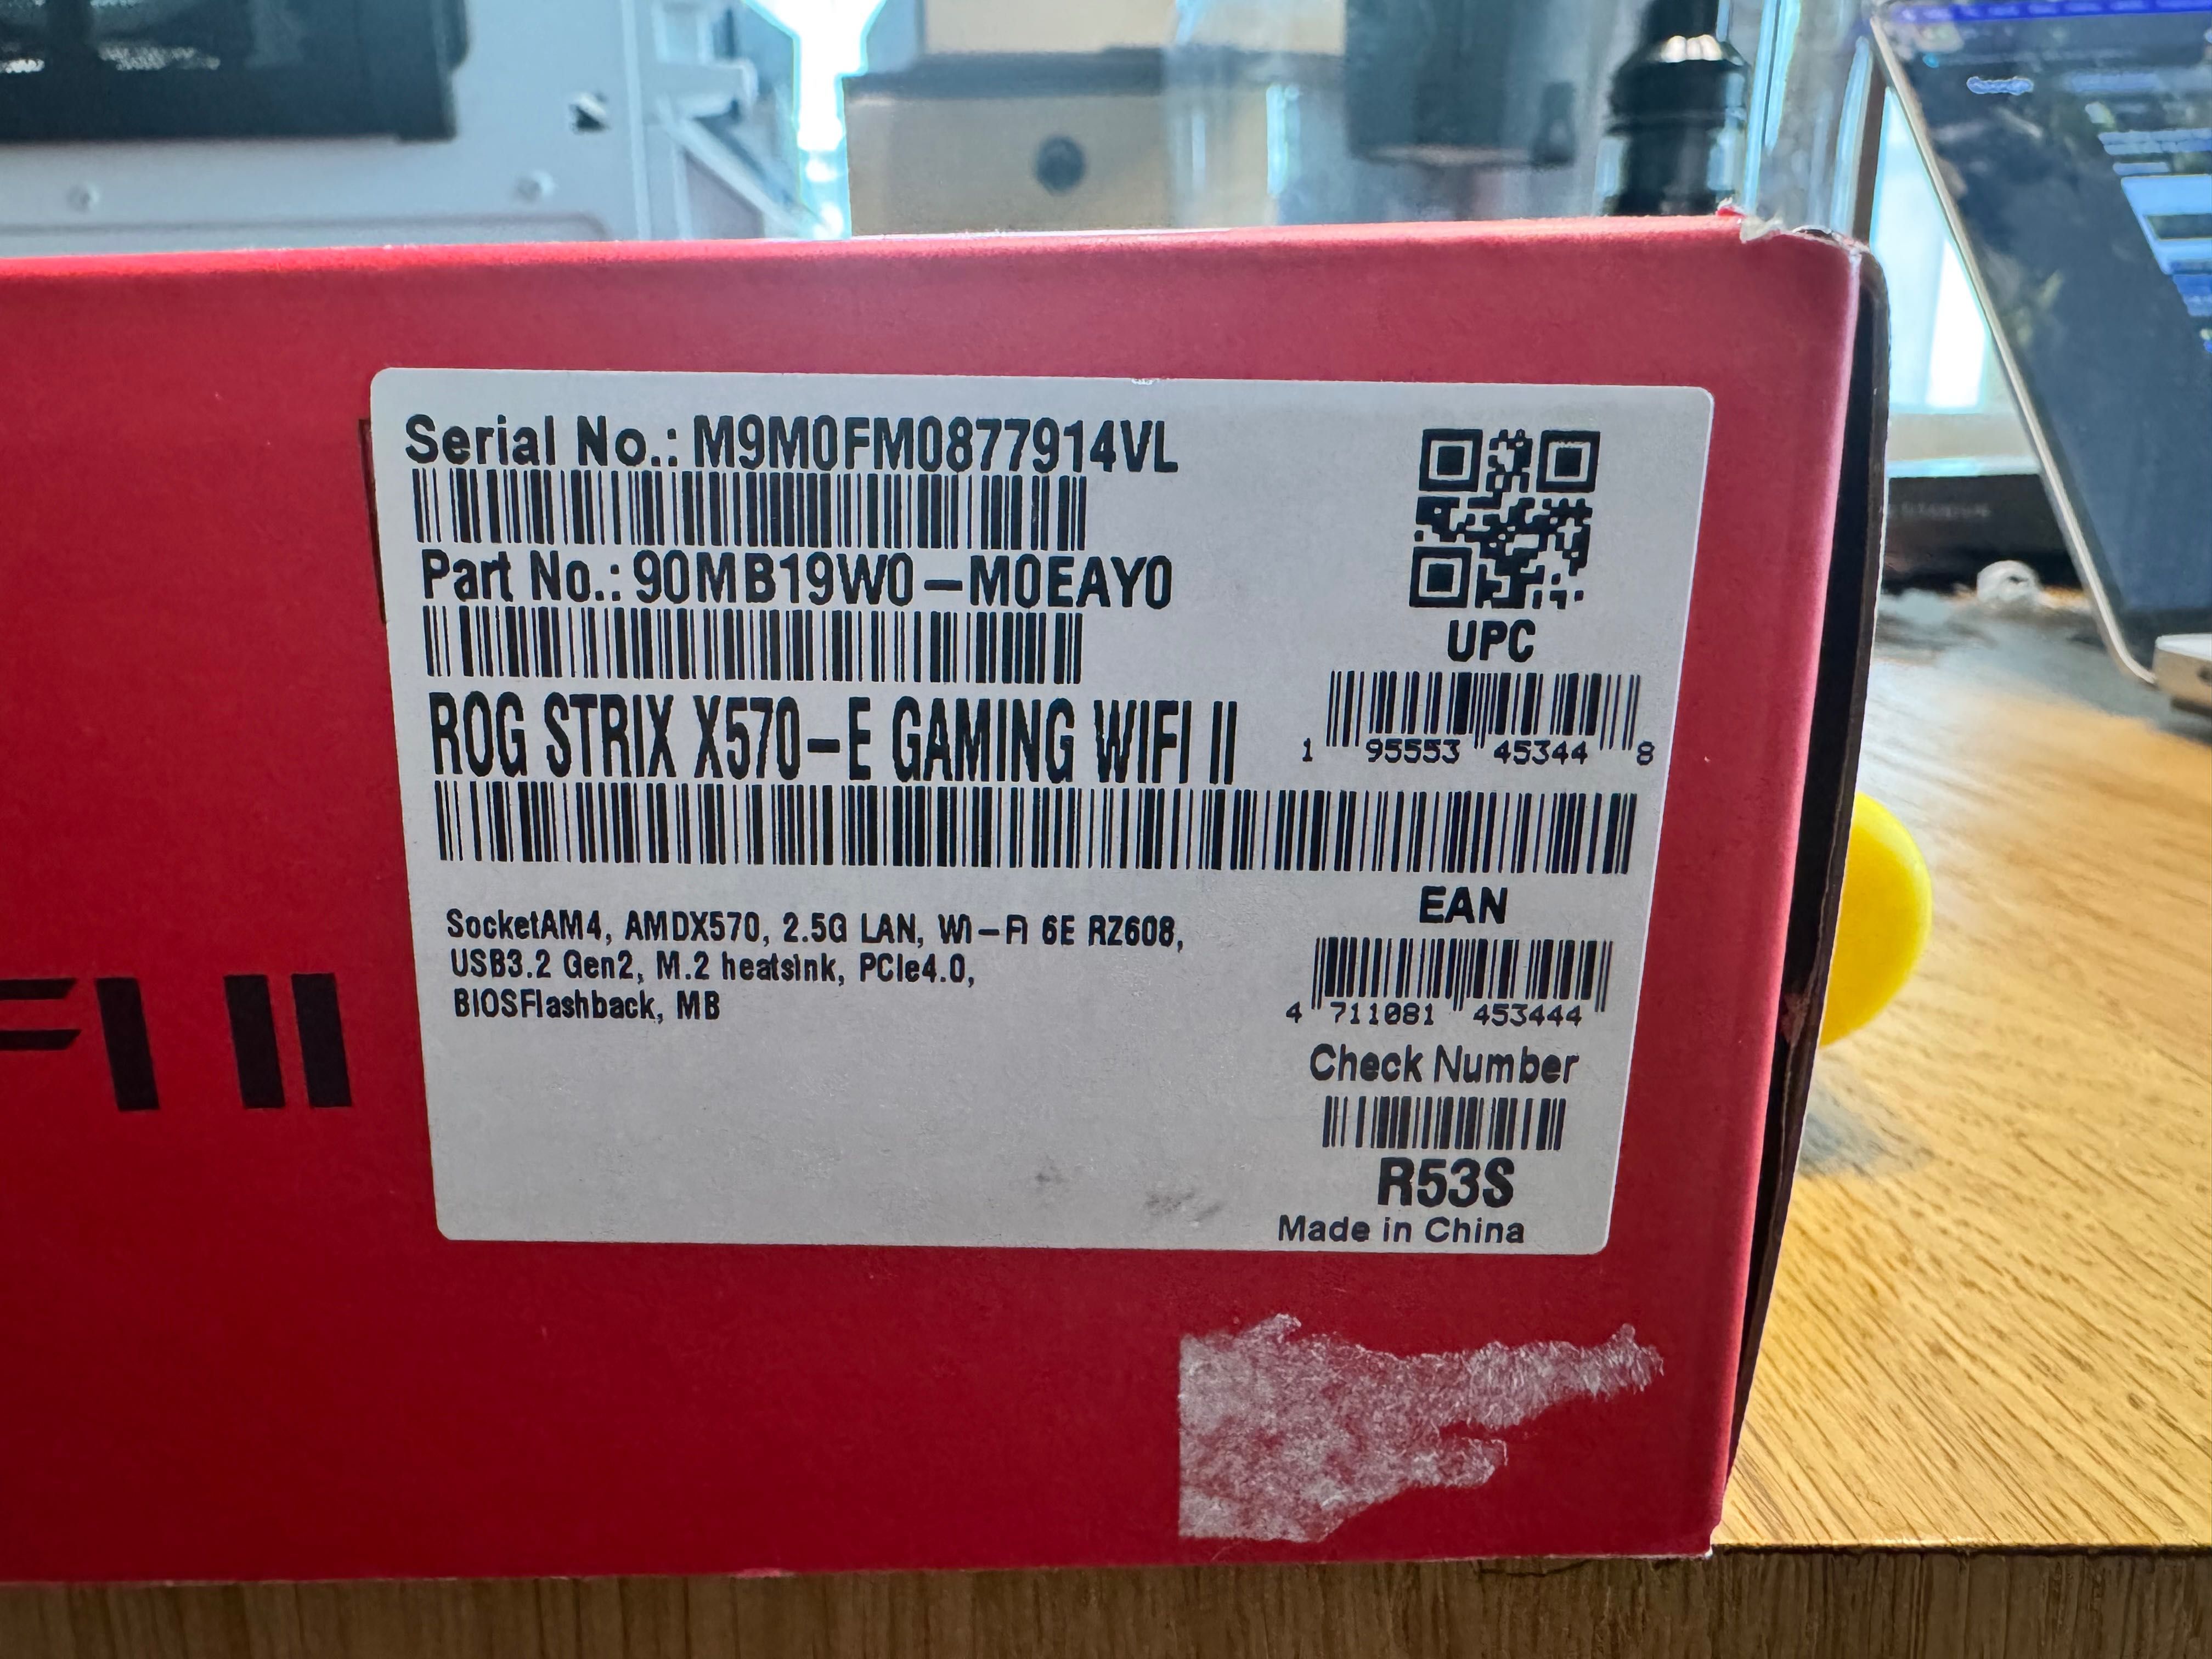 Serial No.: M9M0FM0877914VL
Part No.: 90MB19W0-M0EAY0
UPC
ROG STRIX X570-E GAMING WIFI II
1 95553 45344 8
EAN
SocketAM4, AMDX570, 2.5G LAN, Wi-Fi 6E RZ608,
USB3.2 Gen2, M.2 heatsink, PCIe4.0,
BIOSFlashback, MB
4 711081 453444
Check Number
R53S
Made in China
FI II